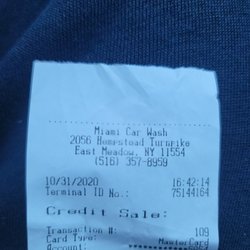 Miami Car Wash
2056 Hempstead Turnpike
East Meadow, NY 11554
(516) 357-8959
10/31/2020 16:42:14
Terminal ID No.: 75144164
Credit Sale:
Transaction #: 109
Card Type: MasterCard
Account: